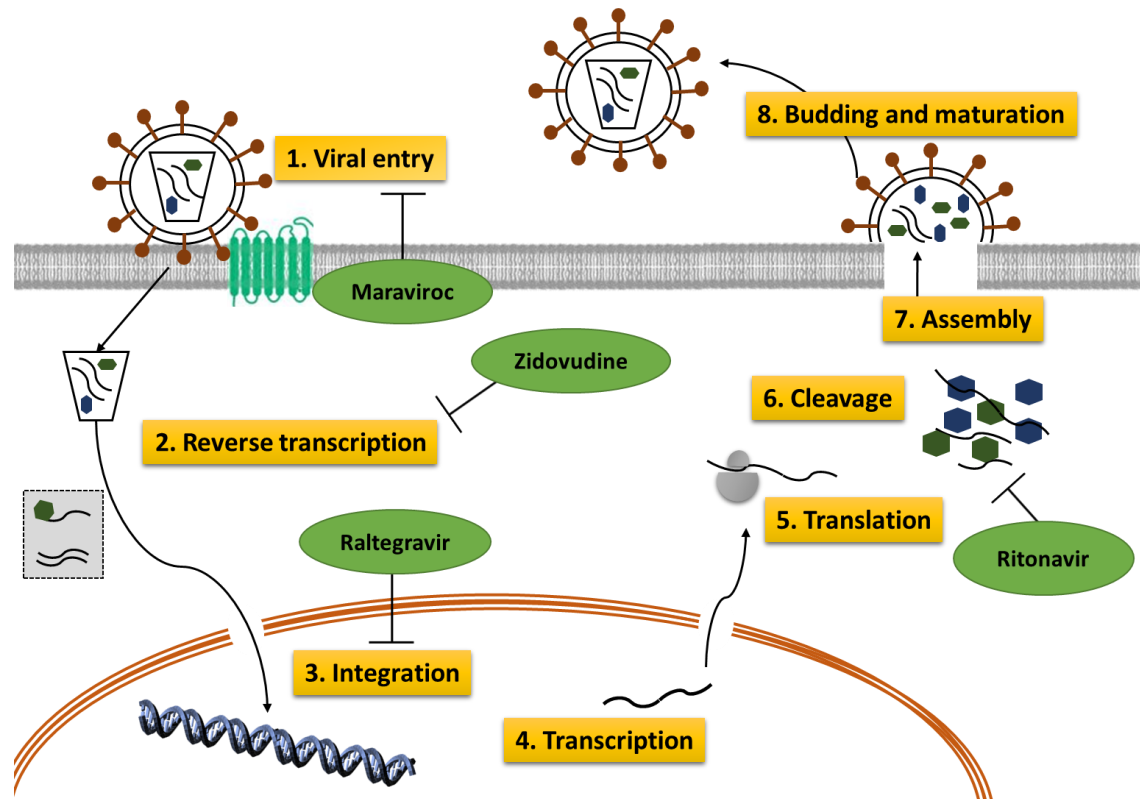 1. Viral entry
Maraviroc
Zidovudine
2. Reverse transcription
Raltegravir
3. Integration
4. Transcription
5. Translation
6. Cleavage
Ritonavir
7. Assembly
8. Budding and maturation